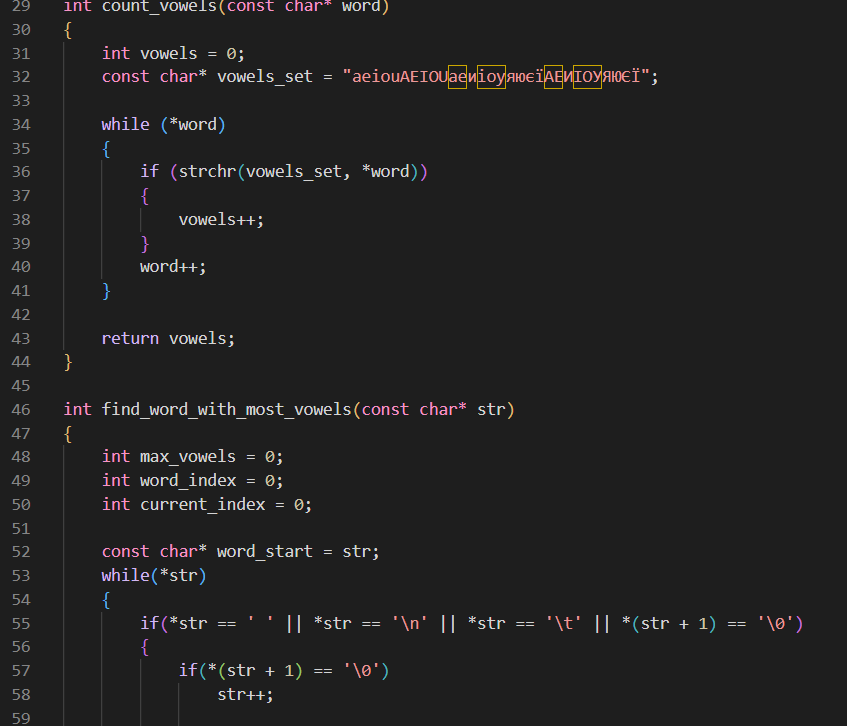 29 int count_vowels(const char* word)
30 {
31     int vowels = 0;
32     const char* vowels_set = "aeiouAEIOUаеиіоуяюєїАЕИІОУЯЮЄЇ";
33
34     while (*word)
35     {
36         if (strchr(vowels_set, *word))
37         {
38             vowels++;
39         }
40         word++;
41     }
42
43     return vowels;
44 }
45
46 int find_word_with_most_vowels(const char* str)
47 {
48     int max_vowels = 0;
49     int word_index = 0;
50     int current_index = 0;
51
52     const char* word_start = str;
53     while(*str)
54     {
55         if(*str == ' ' || *str == '\n' || *str == '\t' || *(str + 1) == '\0')
56         {
57             if(*(str + 1) == '\0')
58                 str++;
59